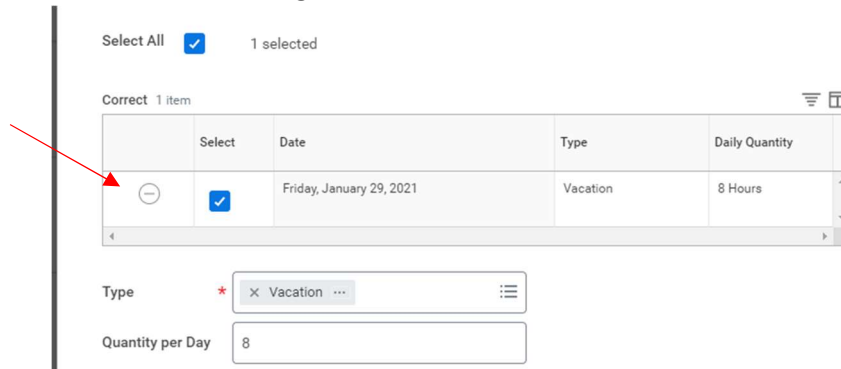 Select All 1 selected
Correct 1 item
Select Date Type Daily Quantity
Friday, January 29, 2021 Vacation 8 Hours
Type * × Vacation ...
Quantity per Day 8